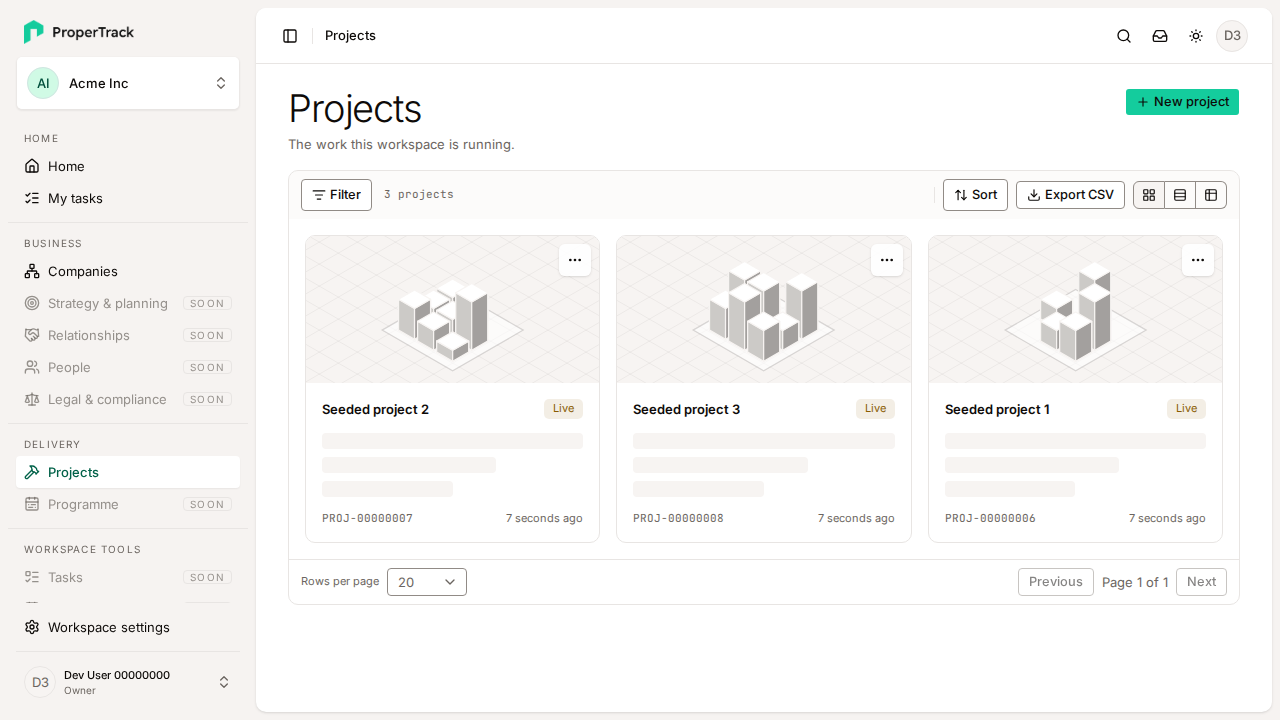 ProperTrack
AI
Acme Inc
HOME
Home
My tasks
BUSINESS
Companies
Strategy & planning SOON
Relationships SOON
People SOON
Legal & compliance SOON
DELIVERY
Projects
Programme SOON
WORKSPACE TOOLS
Tasks SOON
Workspace settings
D3
Dev User 00000000
Owner
Projects
D3
Projects
New project
The work this workspace is running.
Filter
3 projects
Sort
Export CSV
Seeded project 2 Live
PROJ-00000007 7 seconds ago
Seeded project 3 Live
PROJ-00000008 7 seconds ago
Seeded project 1 Live
PROJ-00000006 7 seconds ago
Rows per page 20
Previous Page 1 of 1 Next